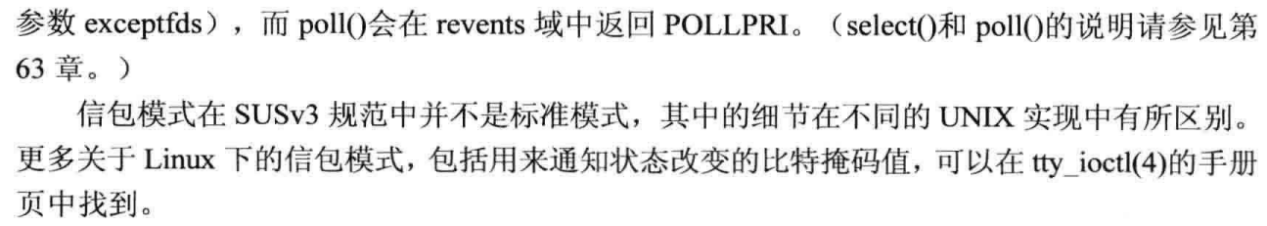 参数 exceptfds），而 poll()会在 revents 域中返回 POLLPRI。（select()和 poll()的说明请参见第
63 章。）
信包模式在 SUSv3 规范中并不是标准模式，其中的细节在不同的 UNIX 实现中有所区别。
更多关于 Linux 下的信包模式，包括用来通知状态改变的比特掩码值，可以在 tty_ioctl(4)的手册
页中找到。